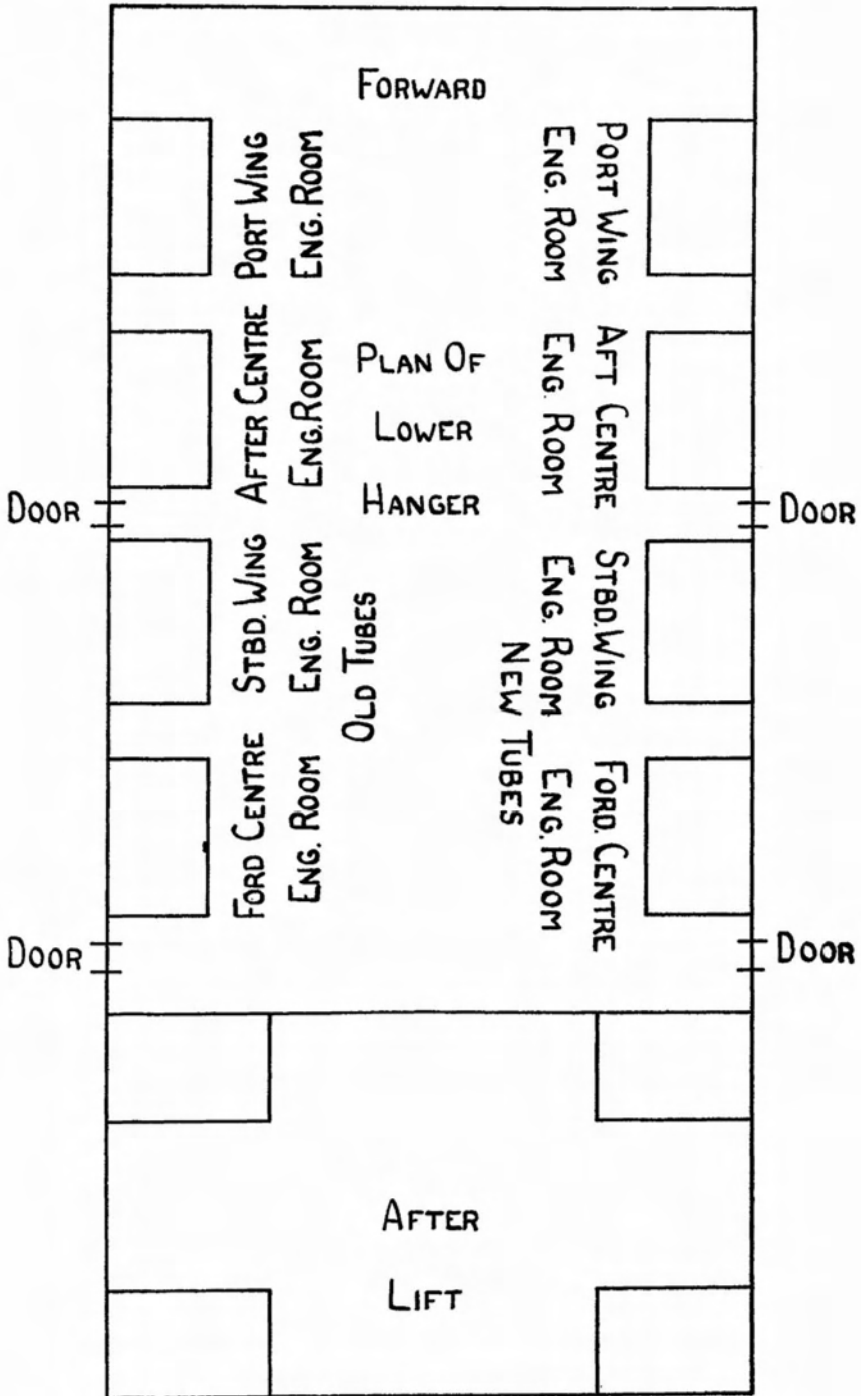 FORWARD
PORT WING
ENG. ROOM
AFTER CENTRE
ENG. ROOM
STBD. WING
ENG. ROOM
FORD CENTRE
ENG. ROOM
OLD TUBES
PLAN OF
LOWER
HANGER
PORT WING
ENG. ROOM
AFT CENTRE
ENG. ROOM
STBD. WING
ENG. ROOM
FORD. CENTRE
ENG. ROOM
NEW TUBES
DOOR
DOOR
DOOR
DOOR
AFTER
LIFT